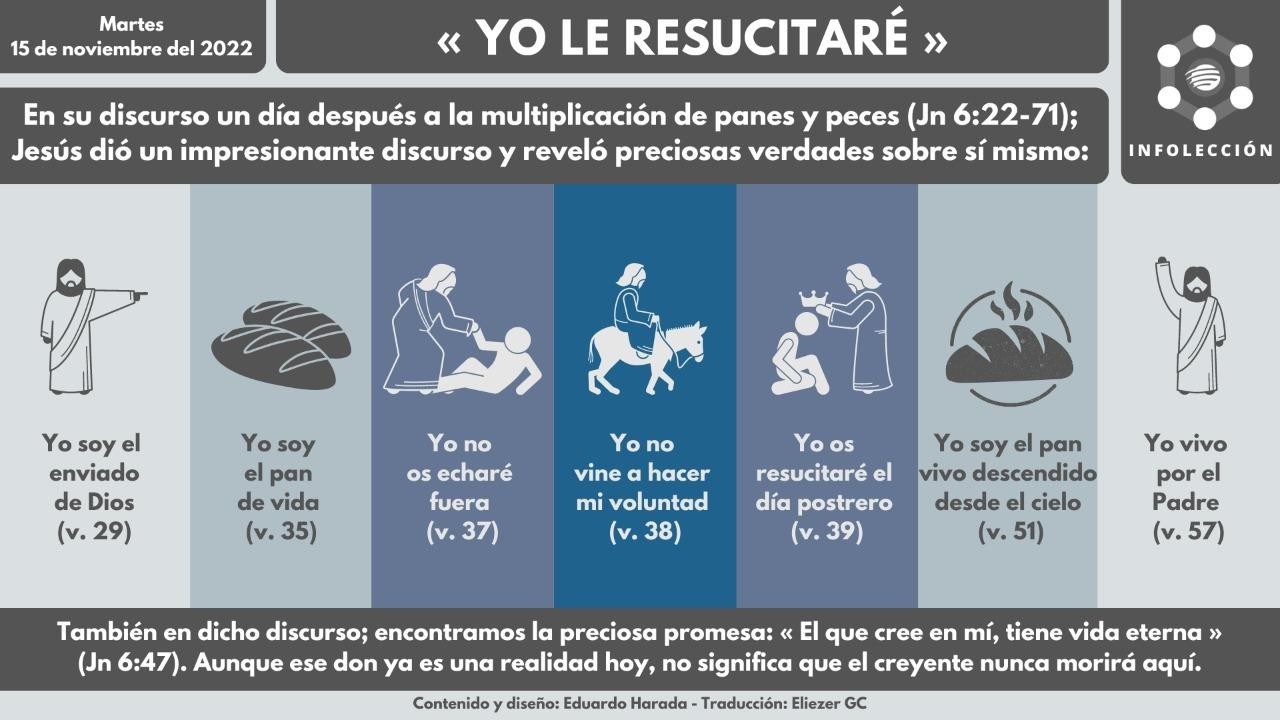 Martes
15 de noviembre del 2022
« YO LE RESUCITARÉ »
INFOLECCIÓN
En su discurso un día después a la multiplicación de panes y peces (Jn 6:22-71);
Jesús dió un impresionante discurso y reveló preciosas verdades sobre sí mismo:
Yo soy el
enviado
de Dios
(v. 29)
Yo soy
el pan
de vida
(v. 35)
Yo no
os echaré
fuera
(v. 37)
Yo no
vine a hacer
mi voluntad
(v. 38)
Yo os
resucitaré el
día postrero
(v. 39)
Yo soy el pan
vivo descendido
desde el cielo
(v. 51)
Yo vivo
por el
Padre
(v. 57)
También en dicho discurso; encontramos la preciosa promesa: « El que cree en mí, tiene vida eterna »
(Jn 6:47). Aunque ese don ya es una realidad hoy, no significa que el creyente nunca morirá aquí.
Contenido y diseño: Eduardo Harada - Traducción: Eliezer GC